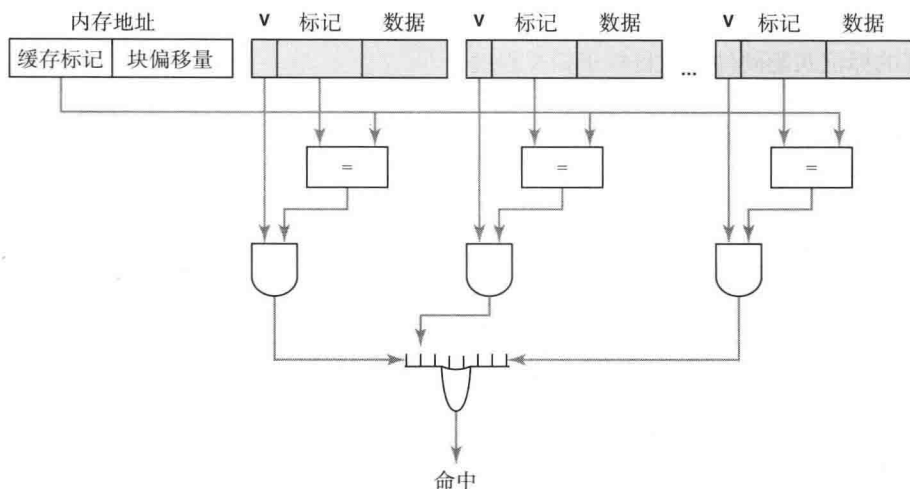 内存地址 V 标记 数据 V 标记 数据 V 标记 数据
缓存标记 块偏移量 ...
= = =
命中